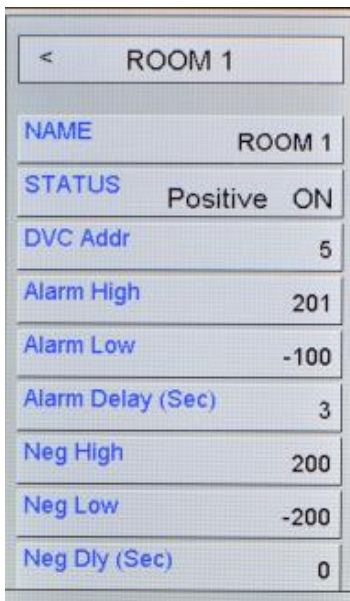 < ROOM 1
NAME ROOM 1
STATUS Positive ON
DVC Addr 5
Alarm High 201
Alarm Low -100
Alarm Delay (Sec) 3
Neg High 200
Neg Low -200
Neg Dly (Sec) 0